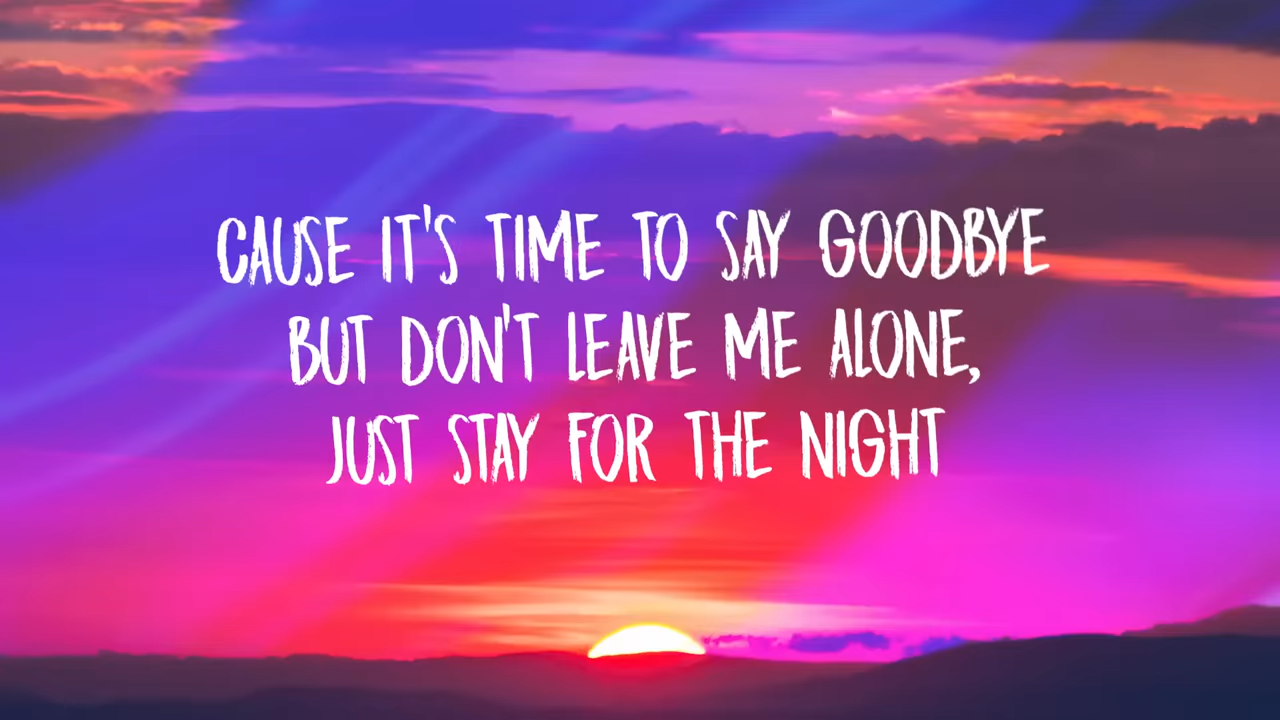 CAUSE IT'S TIME TO SAY GOODBYE
BUT DON'T LEAVE ME ALONE,
JUST STAY FOR THE NIGHT